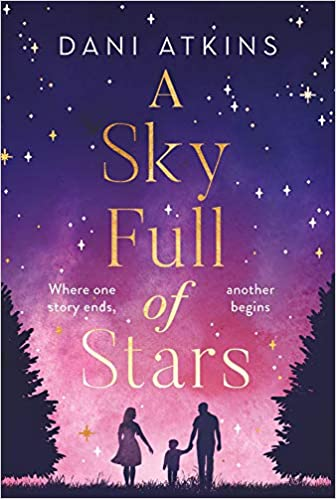 DANI ATKINS
A
Sky
Full
of
Stars
Where one
story ends,
another
begins